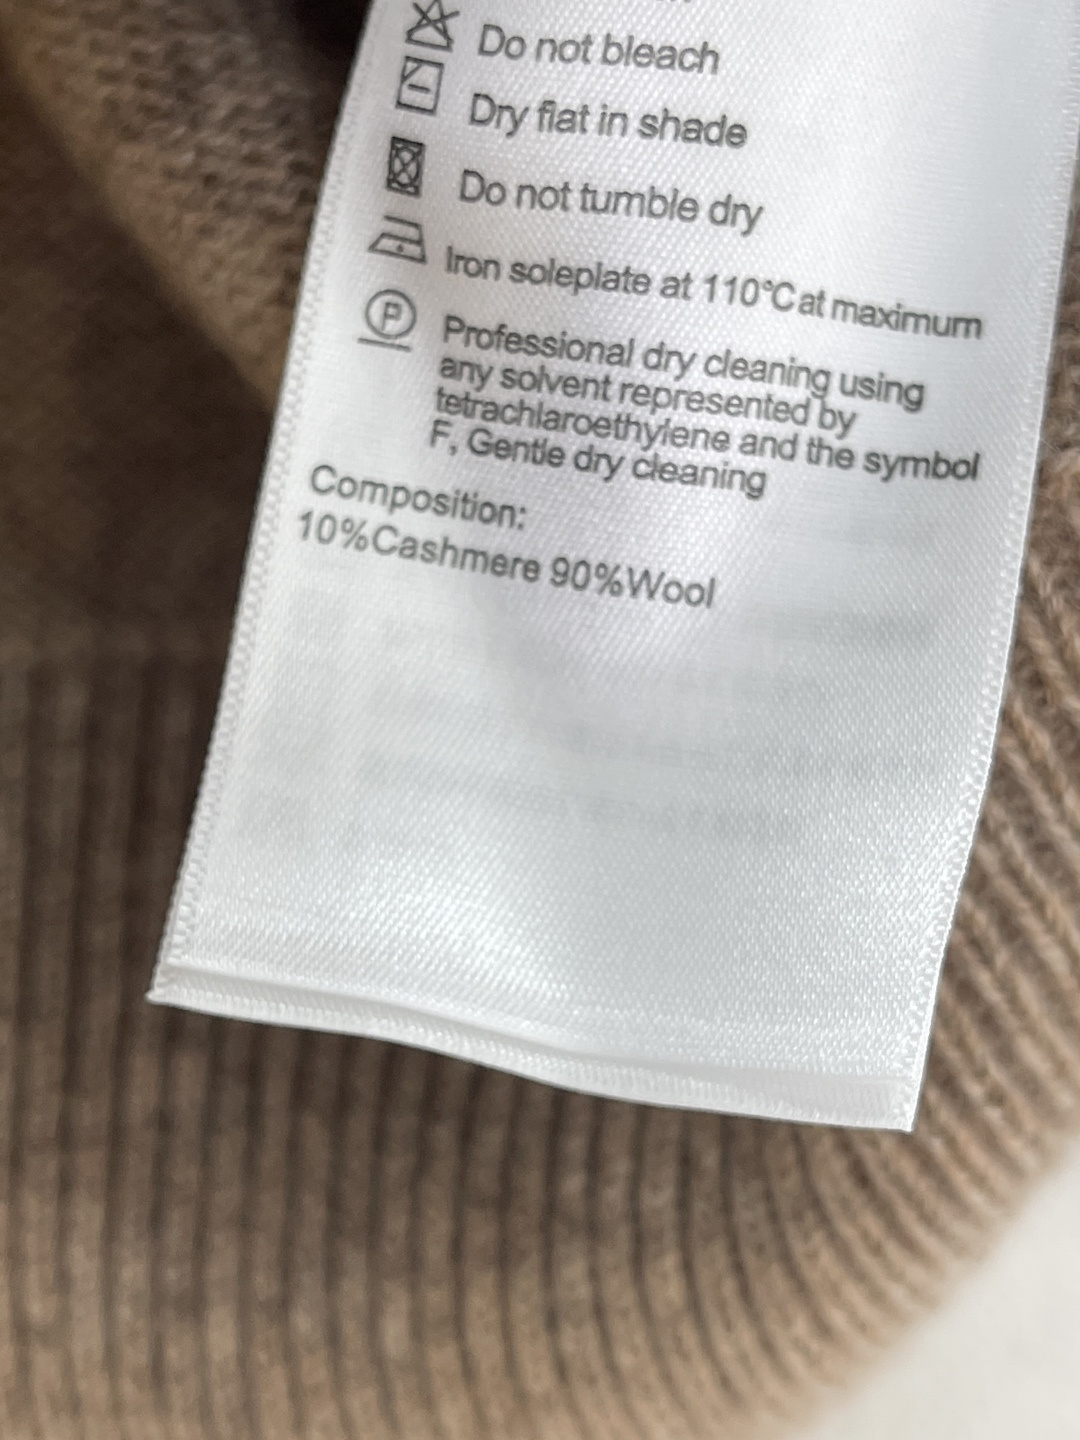 Do not bleach
Dry flat in shade
Do not tumble dry
Iron soleplate at 110°C at maximum
P
Professional dry cleaning using
any solvent represented by
tetrachlaroethylene and the symbol
F, Gentle dry cleaning
Composition:
10%Cashmere 90%Wool